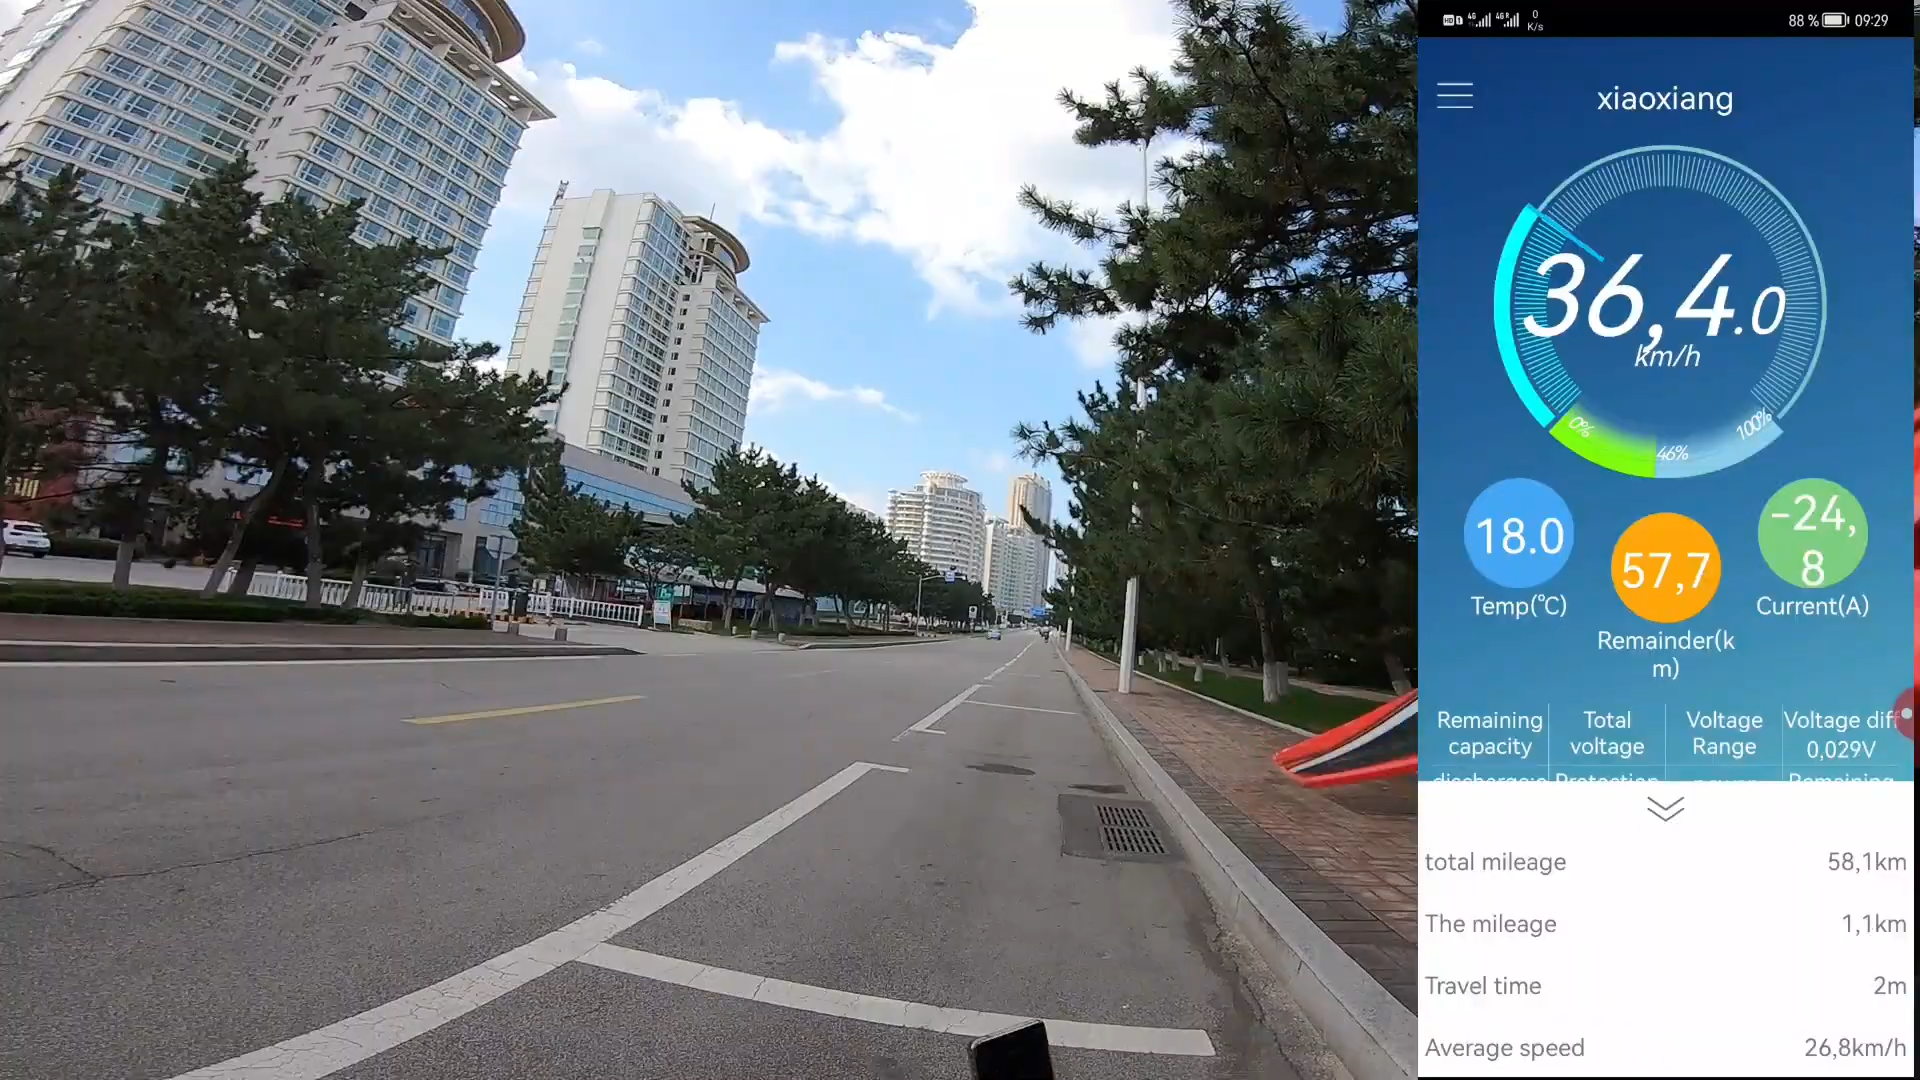 0
K/s
88 %
09:29
xiaoxiang
36,4.0
km/h
0%
46%
100%
18.0
Temp(℃)
57,7
Remainder(k
m)
-24,
8
Current(A)
Remaining
capacity
Total
voltage
Voltage
Range
Voltage diff
0,029V
total mileage
58,1km
The mileage
1,1km
Travel time
2m
Average speed
26,8km/h